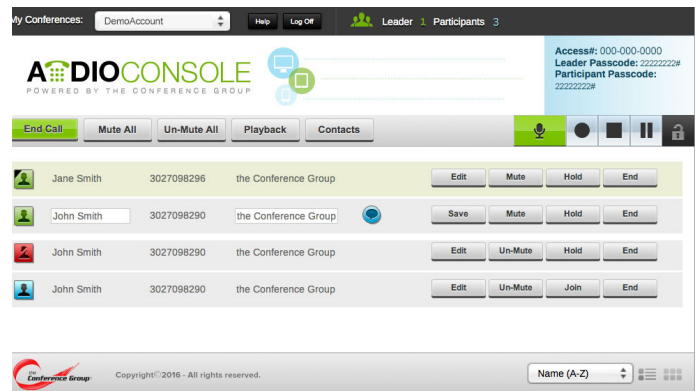 My Conferences: DemoAccount Help Log Off Leader 1 Participants 3
AUDIOCONSOLE
POWERED BY THE CONFERENCE GROUP
Access#: 000-000-0000
Leader Passcode: 22222222#
Participant Passcode:
22222222#
End Call Mute All Un-Mute All Playback Contacts
Jane Smith 3027098296 the Conference Group Edit Mute Hold End
John Smith 3027098290 the Conference Group Save Mute Hold End
John Smith 3027098290 the Conference Group Edit Un-Mute Hold End
John Smith 3027098290 the Conference Group Edit Un-Mute Join End
the
Conference Group Copyright©2016 - All rights reserved. Name (A-Z)